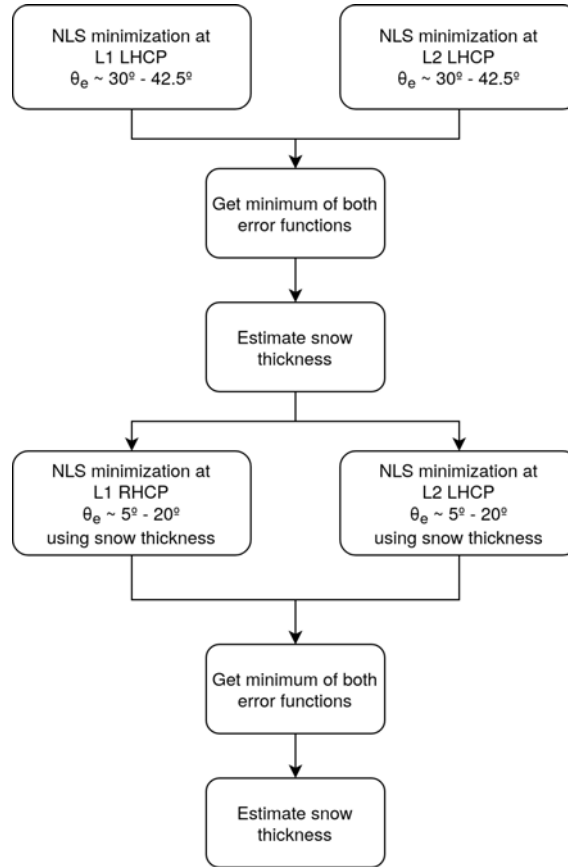 NLS minimization at
L1 LHCP
θe ~ 30º - 42.5º
NLS minimization at
L2 LHCP
θe ~ 30º - 42.5º
Get minimum of both
error functions
Estimate snow
thickness
NLS minimization at
L1 RHCP
θe ~ 5º - 20º
using snow thickness
NLS minimization at
L2 LHCP
θe ~ 5º - 20º
using snow thickness
Get minimum of both
error functions
Estimate snow
thickness